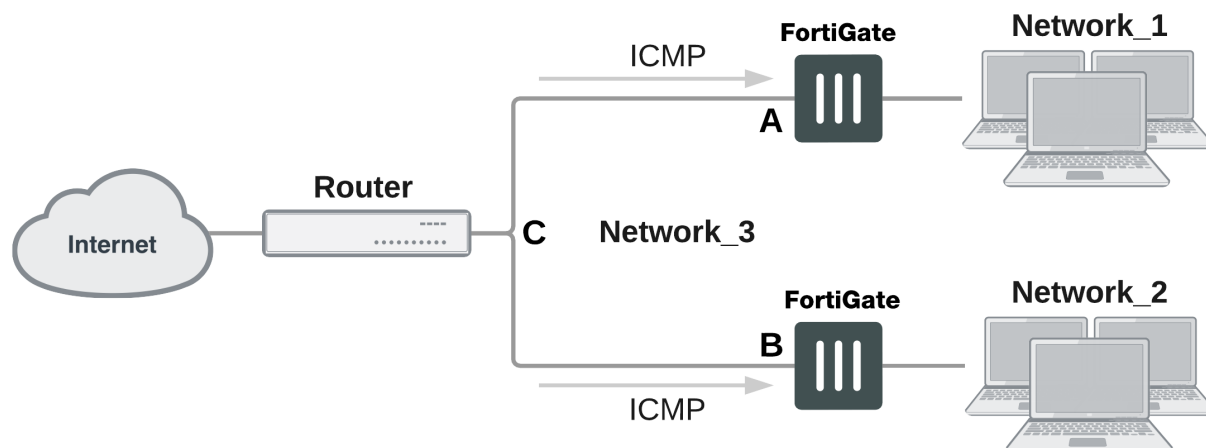 FortiGate
Network_1
ICMP
A
Router
Internet
C
Network_3
FortiGate
Network_2
B
ICMP